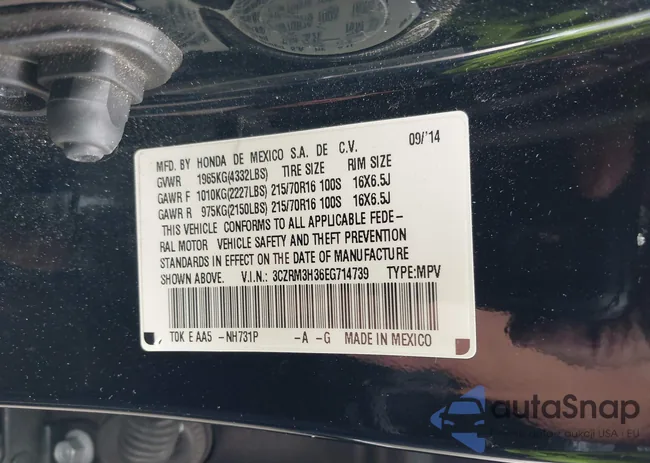 MFD. BY HONDA DE MEXICO S.A. DE C.V. 09/'14
GVWR 1965KG(4332LBS) TIRE SIZE RIM SIZE
GAWR F 1010KG(2227LBS) 215/70R16 100S 16X6.5J
GAWR R 975KG(2150LBS) 215/70R16 100S 16X6.5J
THIS VEHICLE CONFORMS TO ALL APPLICABLE FEDE-
RAL MOTOR VEHICLE SAFETY AND THEFT PREVENTION
STANDARDS IN EFFECT ON THE DATE OF MANUFACTURE
SHOWN ABOVE. V.I.N.: 3CZRM3H36EG714739 TYPE:MPV
T0K E AA5 -NH731P -A -G MADE IN MEXICO
autoSnap
aukcji USA | EU